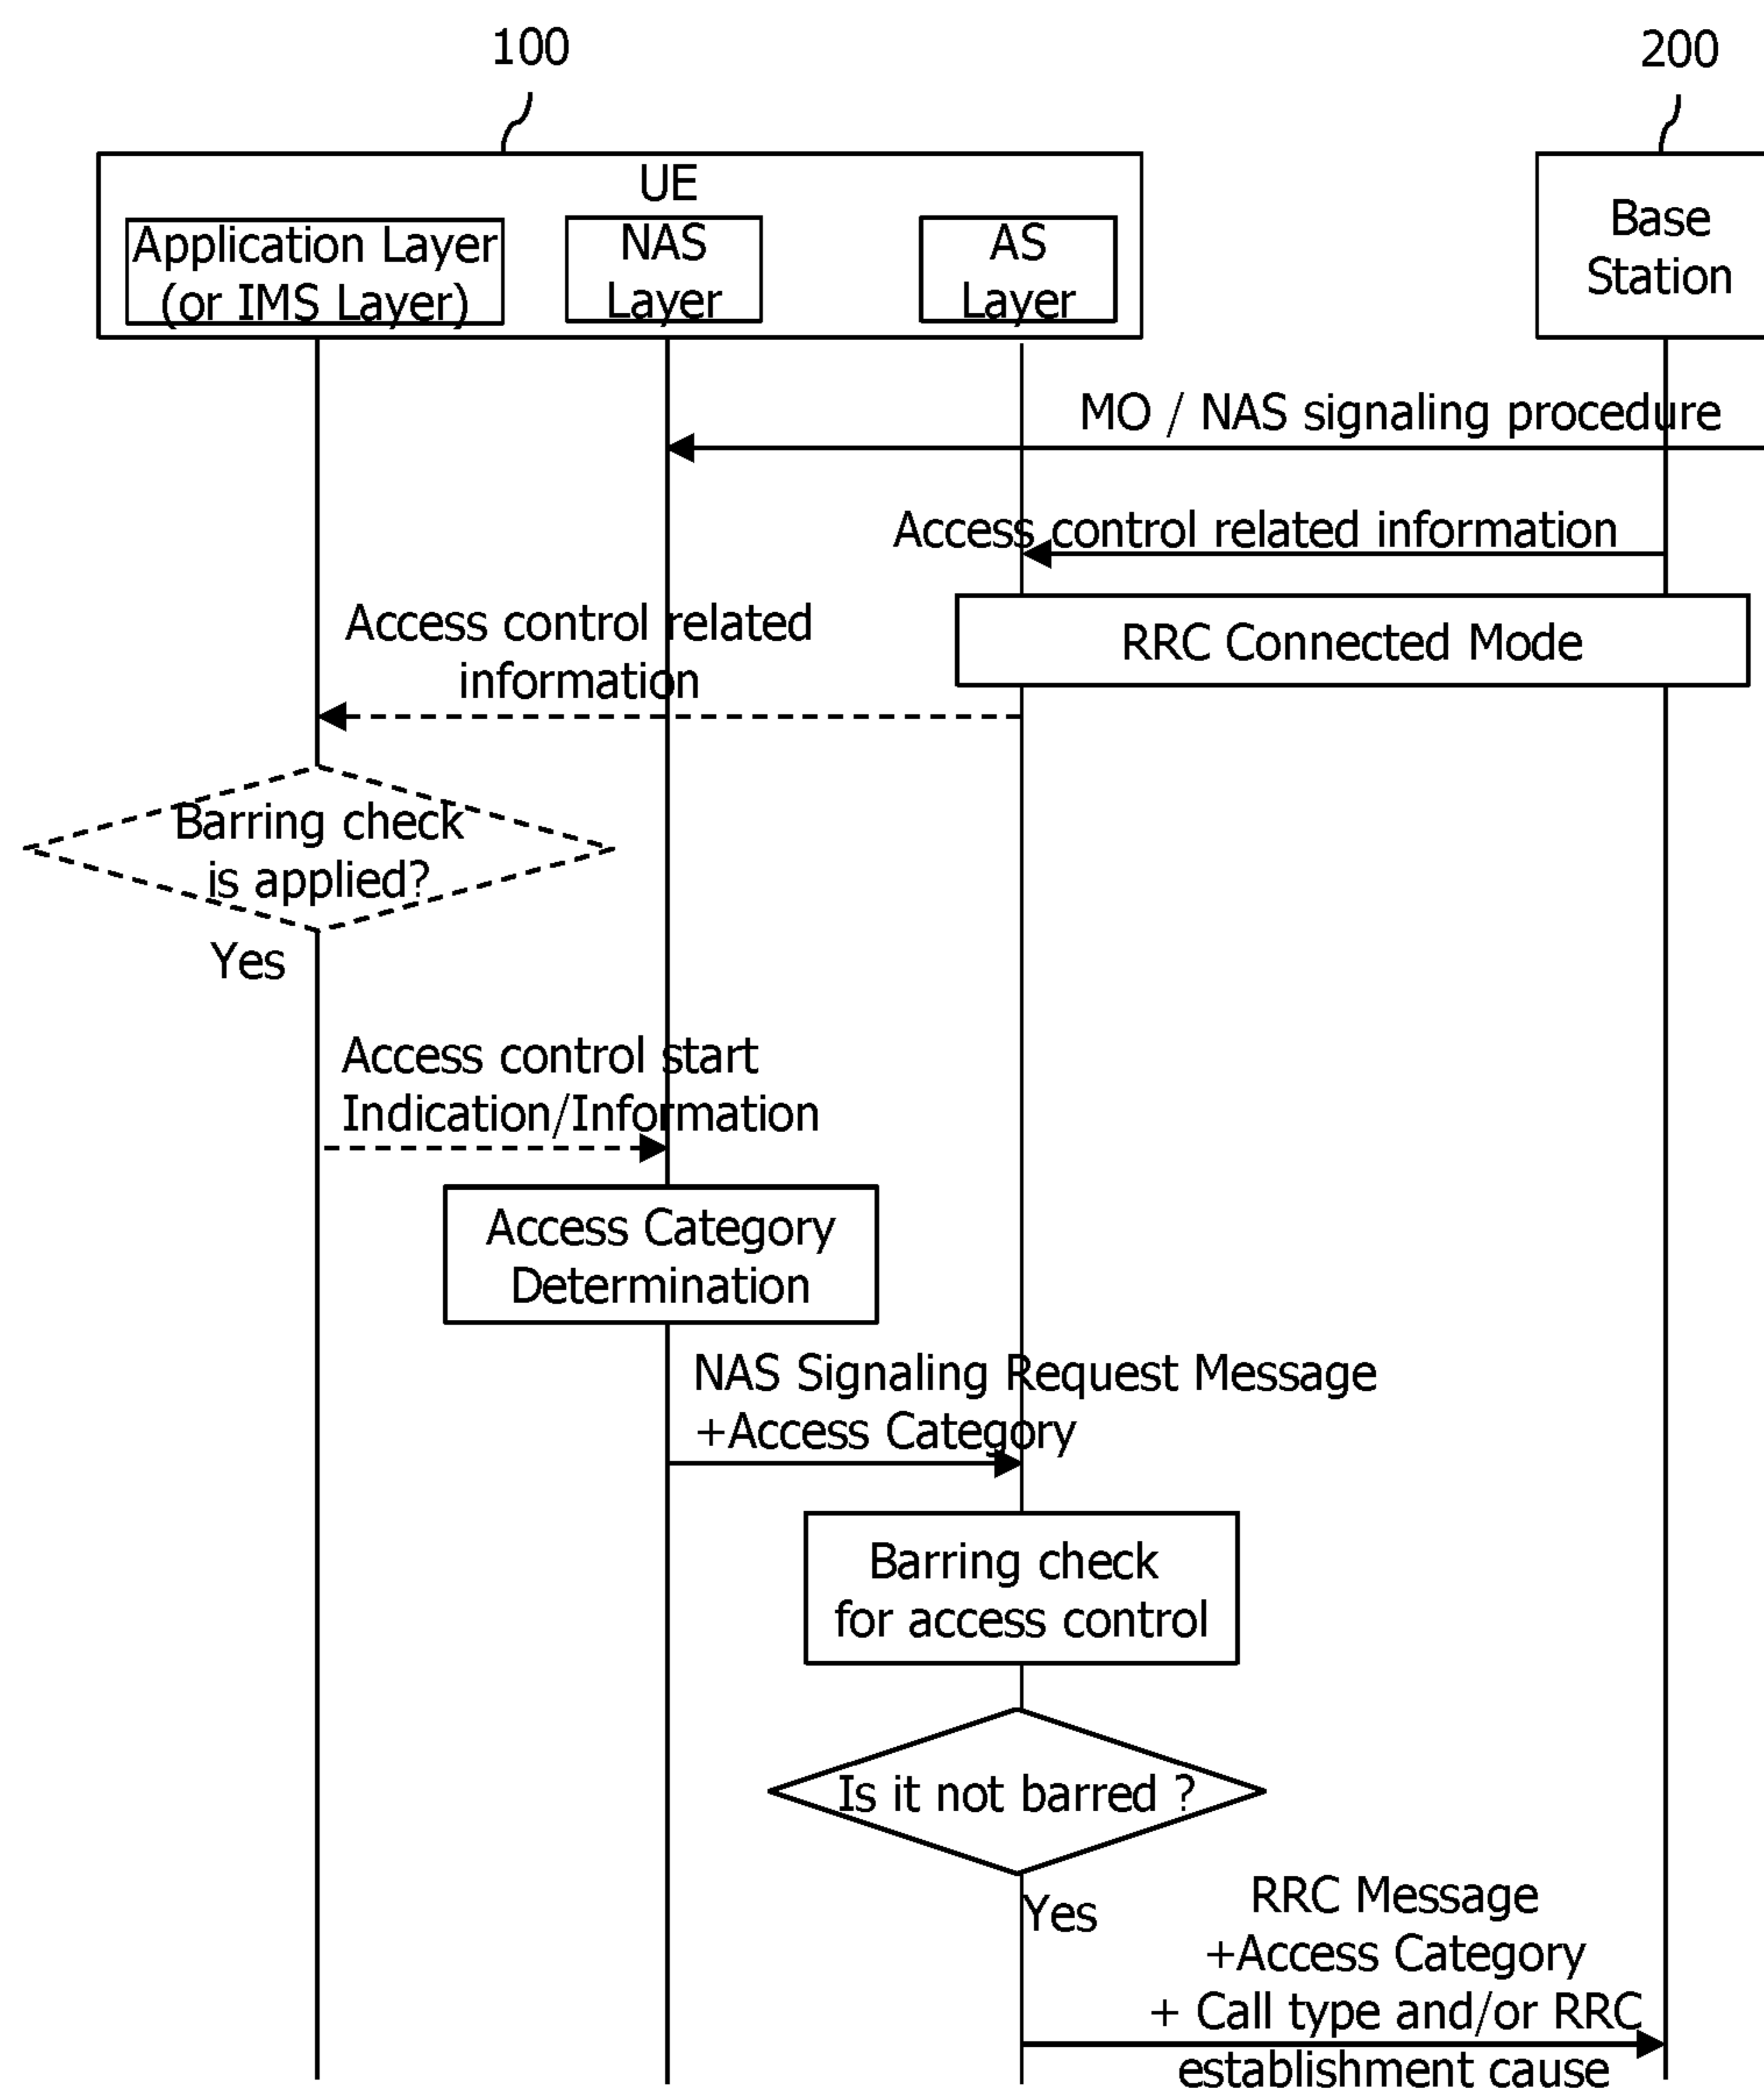 100
200
UE
Application Layer
(or IMS Layer)
NAS
Layer
AS
Layer
Base
Station
MO / NAS signaling procedure
Access control related information
RRC Connected Mode
Access control related
information
Barring check
is applied?
Yes
Access control start
Indication/Information
Access Category
Determination
NAS Signaling Request Message
+Access Category
Barring check
for access control
Is it not barred ?
Yes
RRC Message
+Access Category
+ Call type and/or RRC
establishment cause